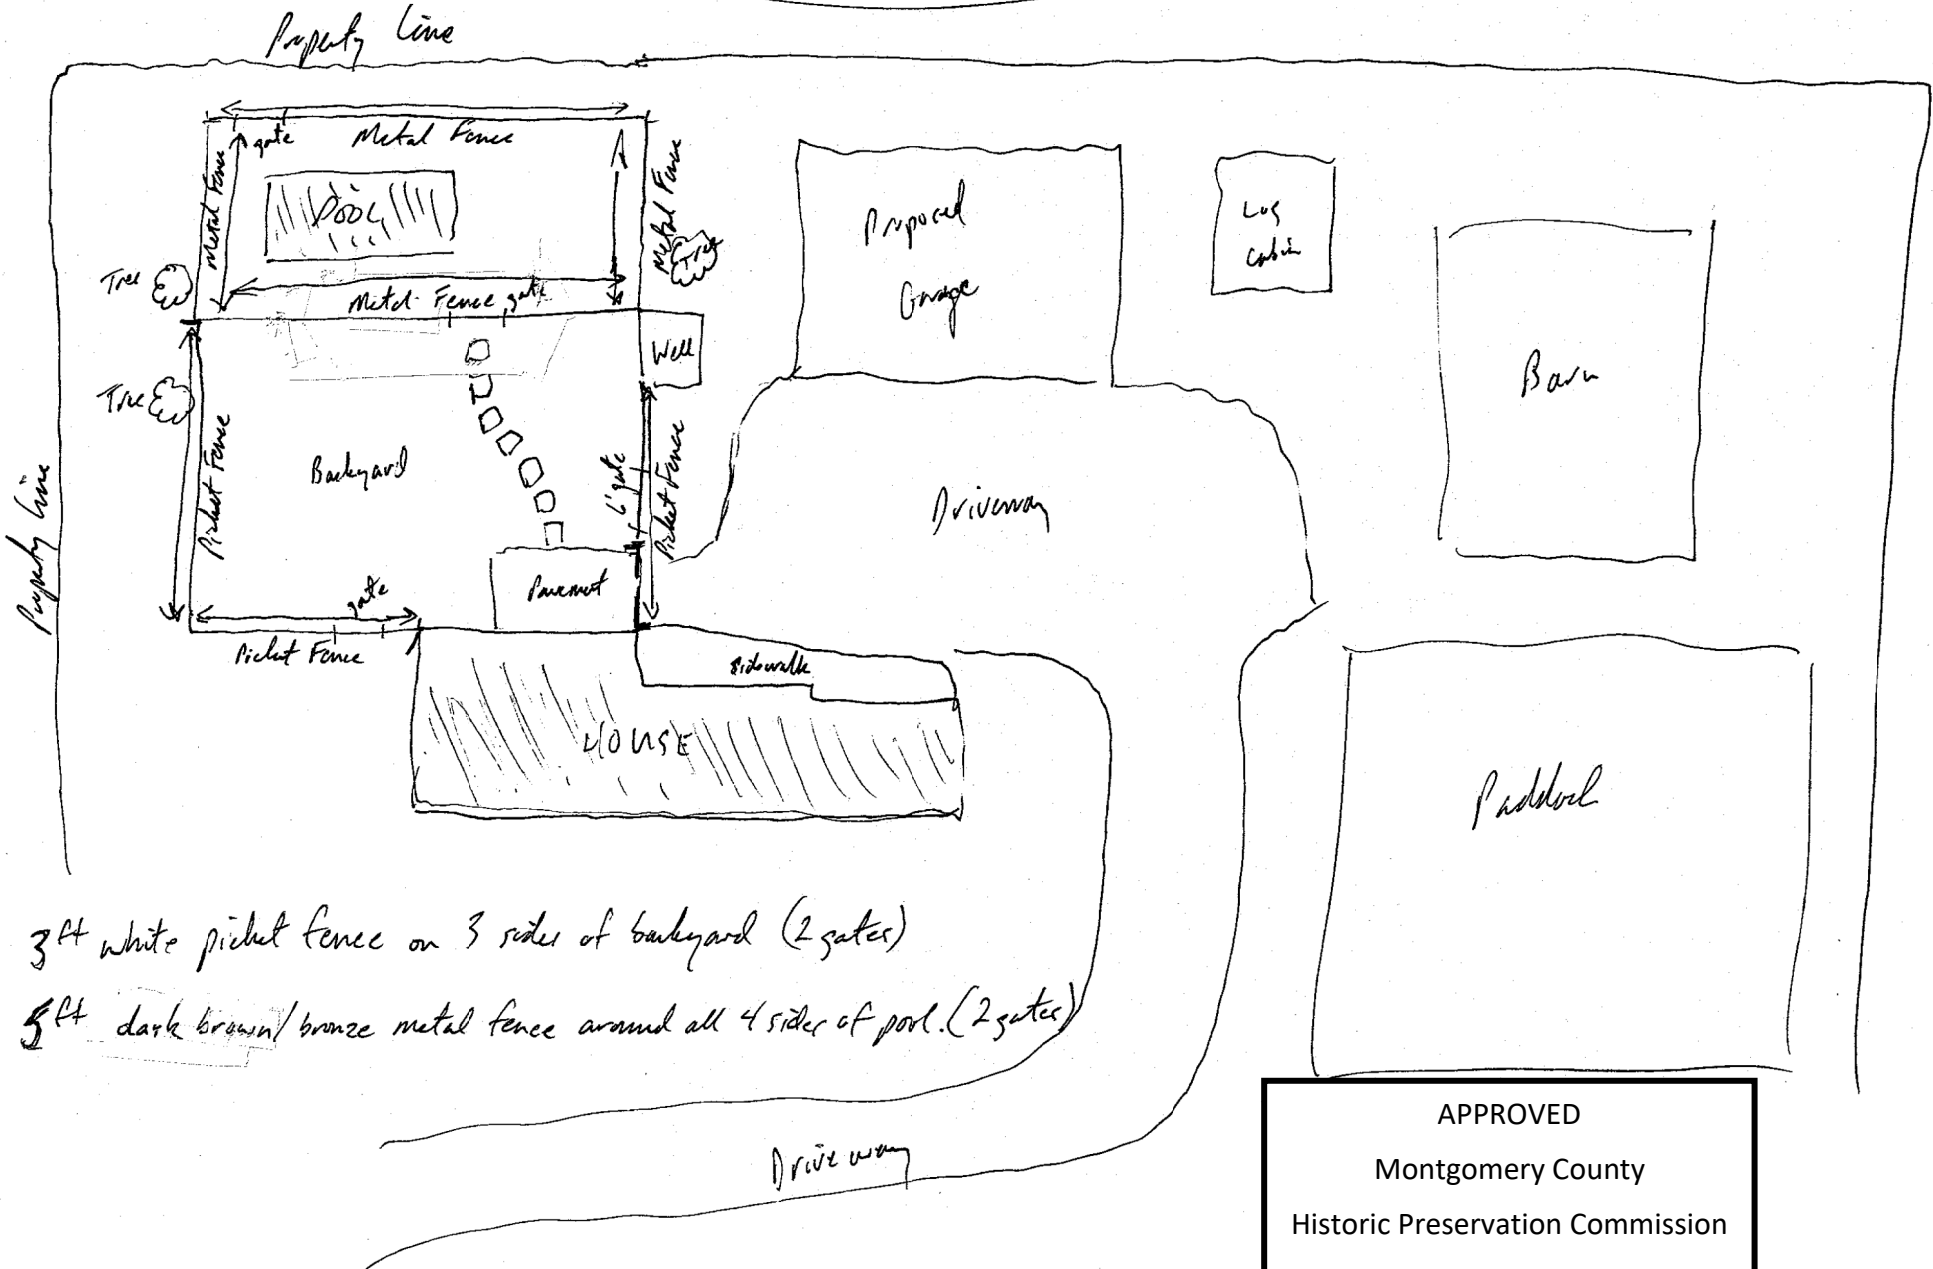 Property Line
gate
Metal Fence
Metal Fence
Metal Fence
Pool
Tree
Tree
Metal Fence gate
Proposed
Garage
Log
Cabin
Barn
Well
Tree
Picket Fence
Backyard
6' gate
Picket Fence
Driveway
Property Line
Pavement
gate
Picket Fence
Sidewalk
HOUSE
Paddock
3ft white picket fence on 3 sides of backyard (2 gates)
5ft dark brown/bronze metal fence around all 4 sides of pool. (2 gates)
Driveway
APPROVED
Montgomery County
Historic Preservation Commission